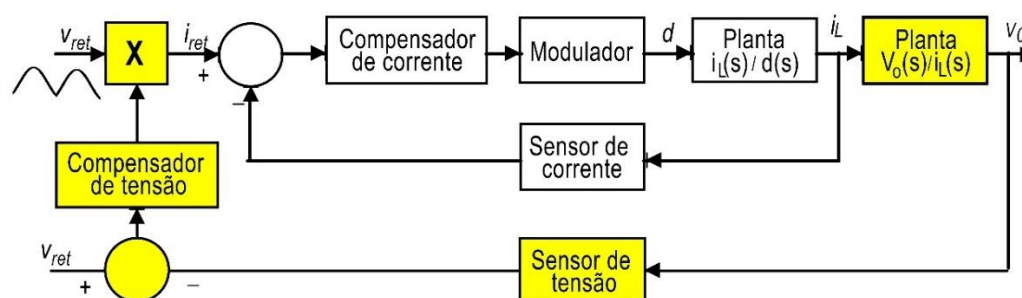 v_ret
X
i_ret
+
−
Compensador
de corrente
Modulador
d
Planta
i_L(s) / d(s)
i_L
Planta
V_o(s)/i_L(s)
Sensor de
corrente
Compensador
de tensão
v_ret
+
−
Sensor de
tensão